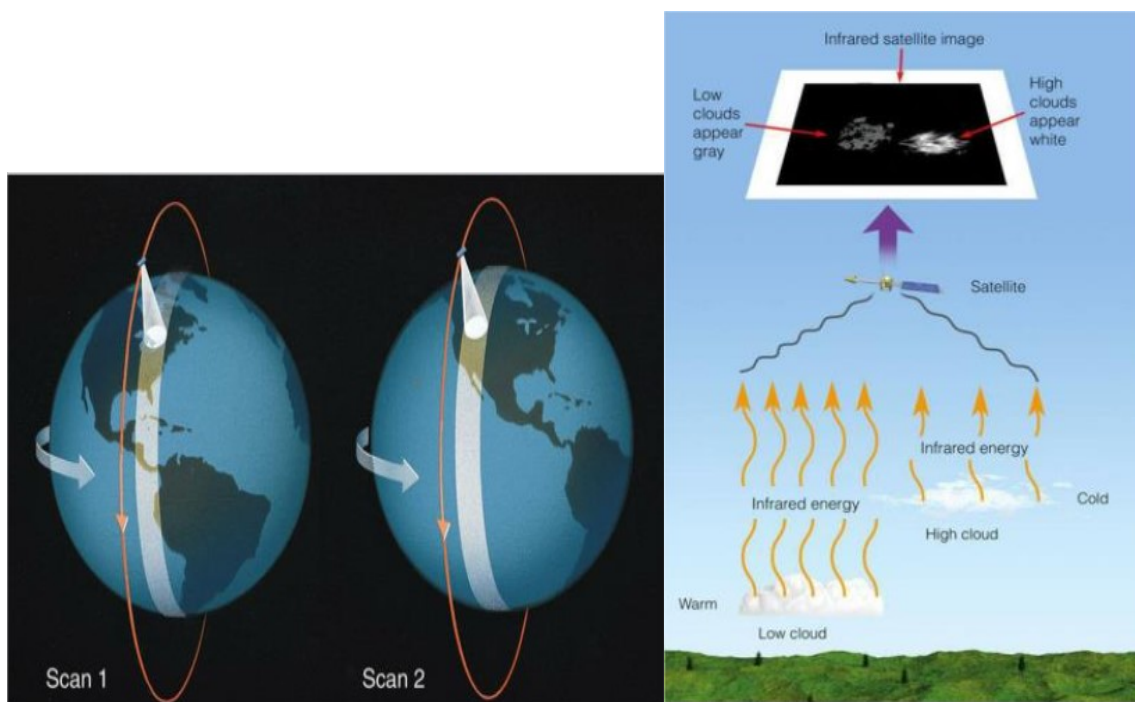 Scan 1
Scan 2
Infrared satellite image
Low
clouds
appear
gray
High
clouds
appear
white
Satellite
Infrared energy
Cold
High cloud
Infrared energy
Warm
Low cloud